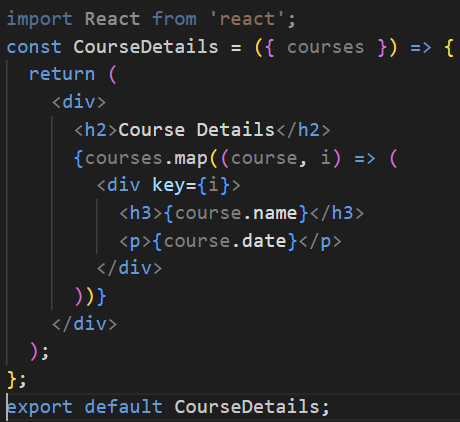 import React from 'react';
const CourseDetails = ({ courses }) => {
  return (
    <div>
      <h2>Course Details</h2>
      {courses.map((course, i) => (
        <div key={i}>
          <h3>{course.name}</h3>
          <p>{course.date}</p>
        </div>
      ))}
    </div>
  );
};
export default CourseDetails;